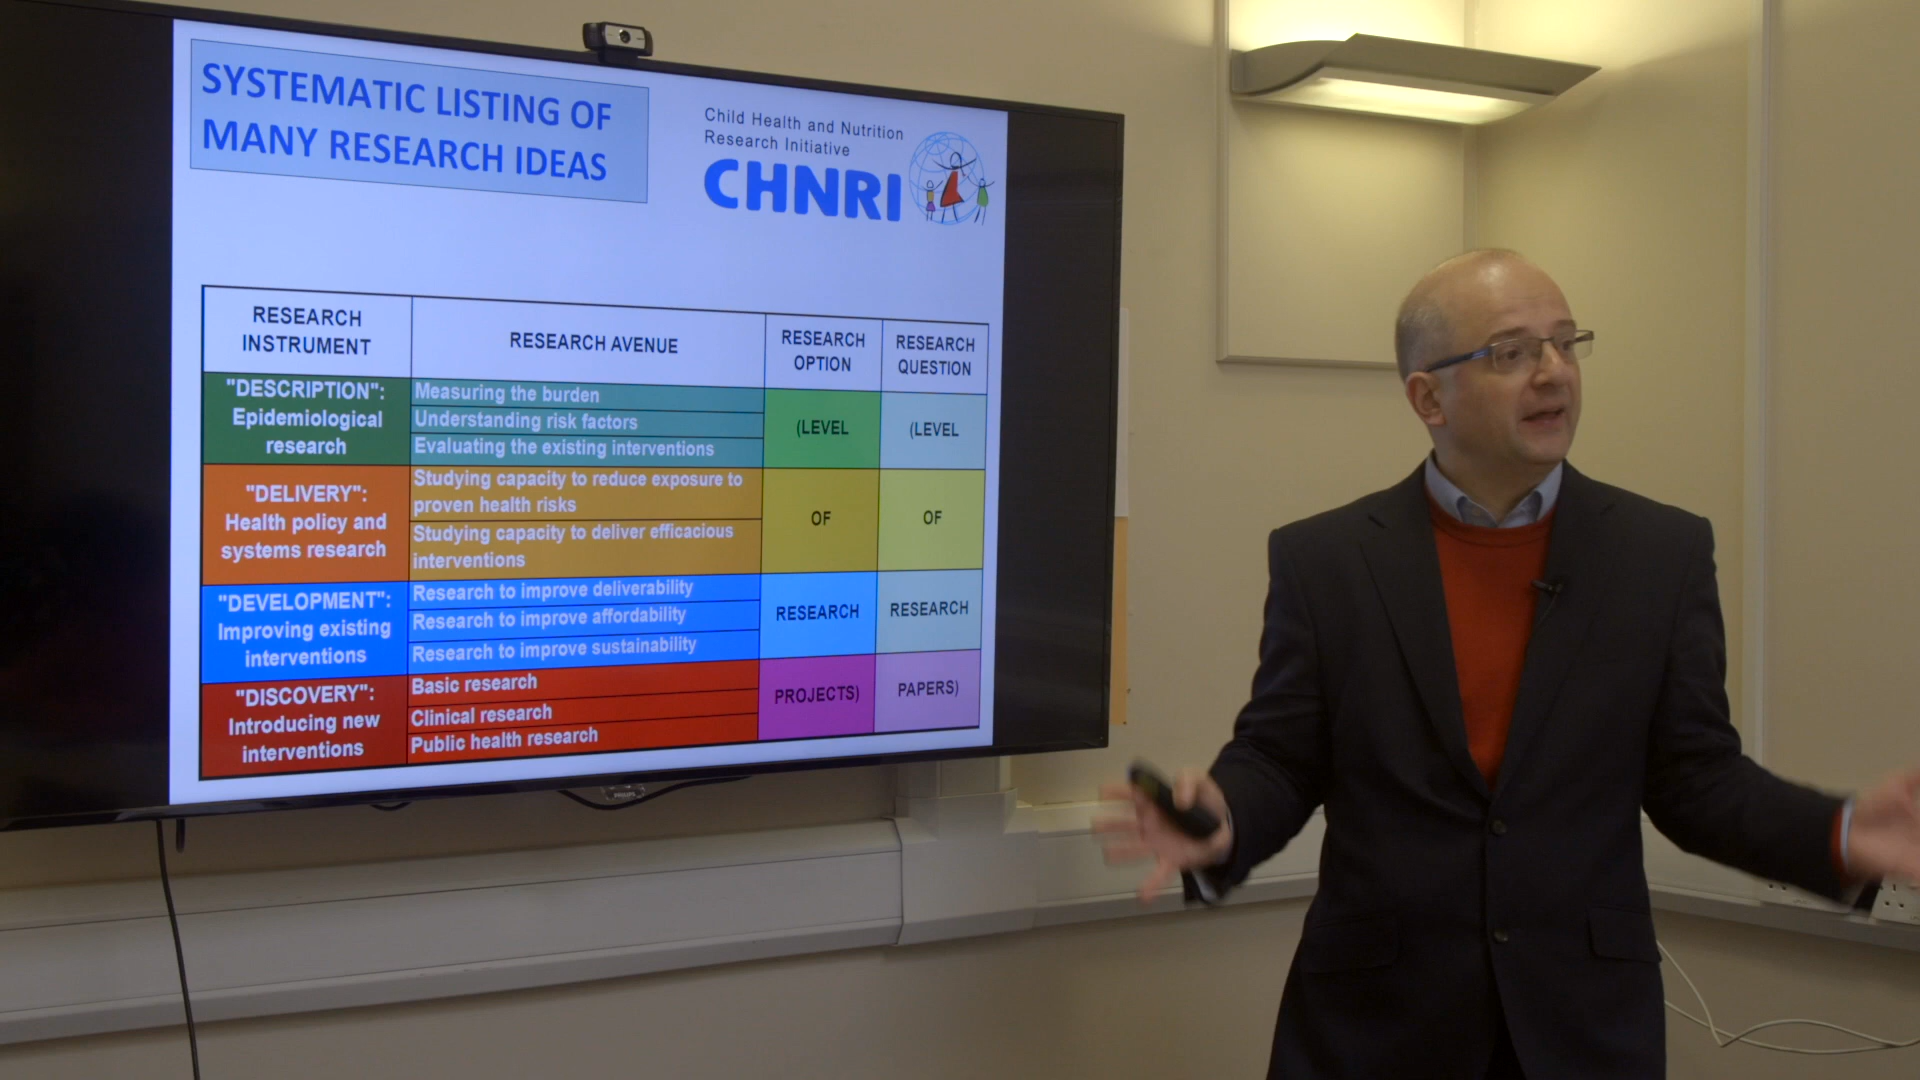 SYSTEMATIC LISTING OF
MANY RESEARCH IDEAS
Child Health and Nutrition
Research Initiative
CHNRI
RESEARCH
INSTRUMENT
RESEARCH AVENUE
RESEARCH
OPTION
RESEARCH
QUESTION
"DESCRIPTION":
Epidemiological
research
Measuring the burden
Understanding risk factors
Evaluating the existing interventions
(LEVEL
(LEVEL
"DELIVERY":
Health policy and
systems research
Studying capacity to reduce exposure to
proven health risks
Studying capacity to deliver efficacious
interventions
OF
OF
"DEVELOPMENT":
Improving existing
interventions
Research to improve deliverability
Research to improve affordability
Research to improve sustainability
RESEARCH
RESEARCH
"DISCOVERY":
Introducing new
interventions
Basic research
Clinical research
Public health research
PROJECTS)
PAPERS)
PHILIPS